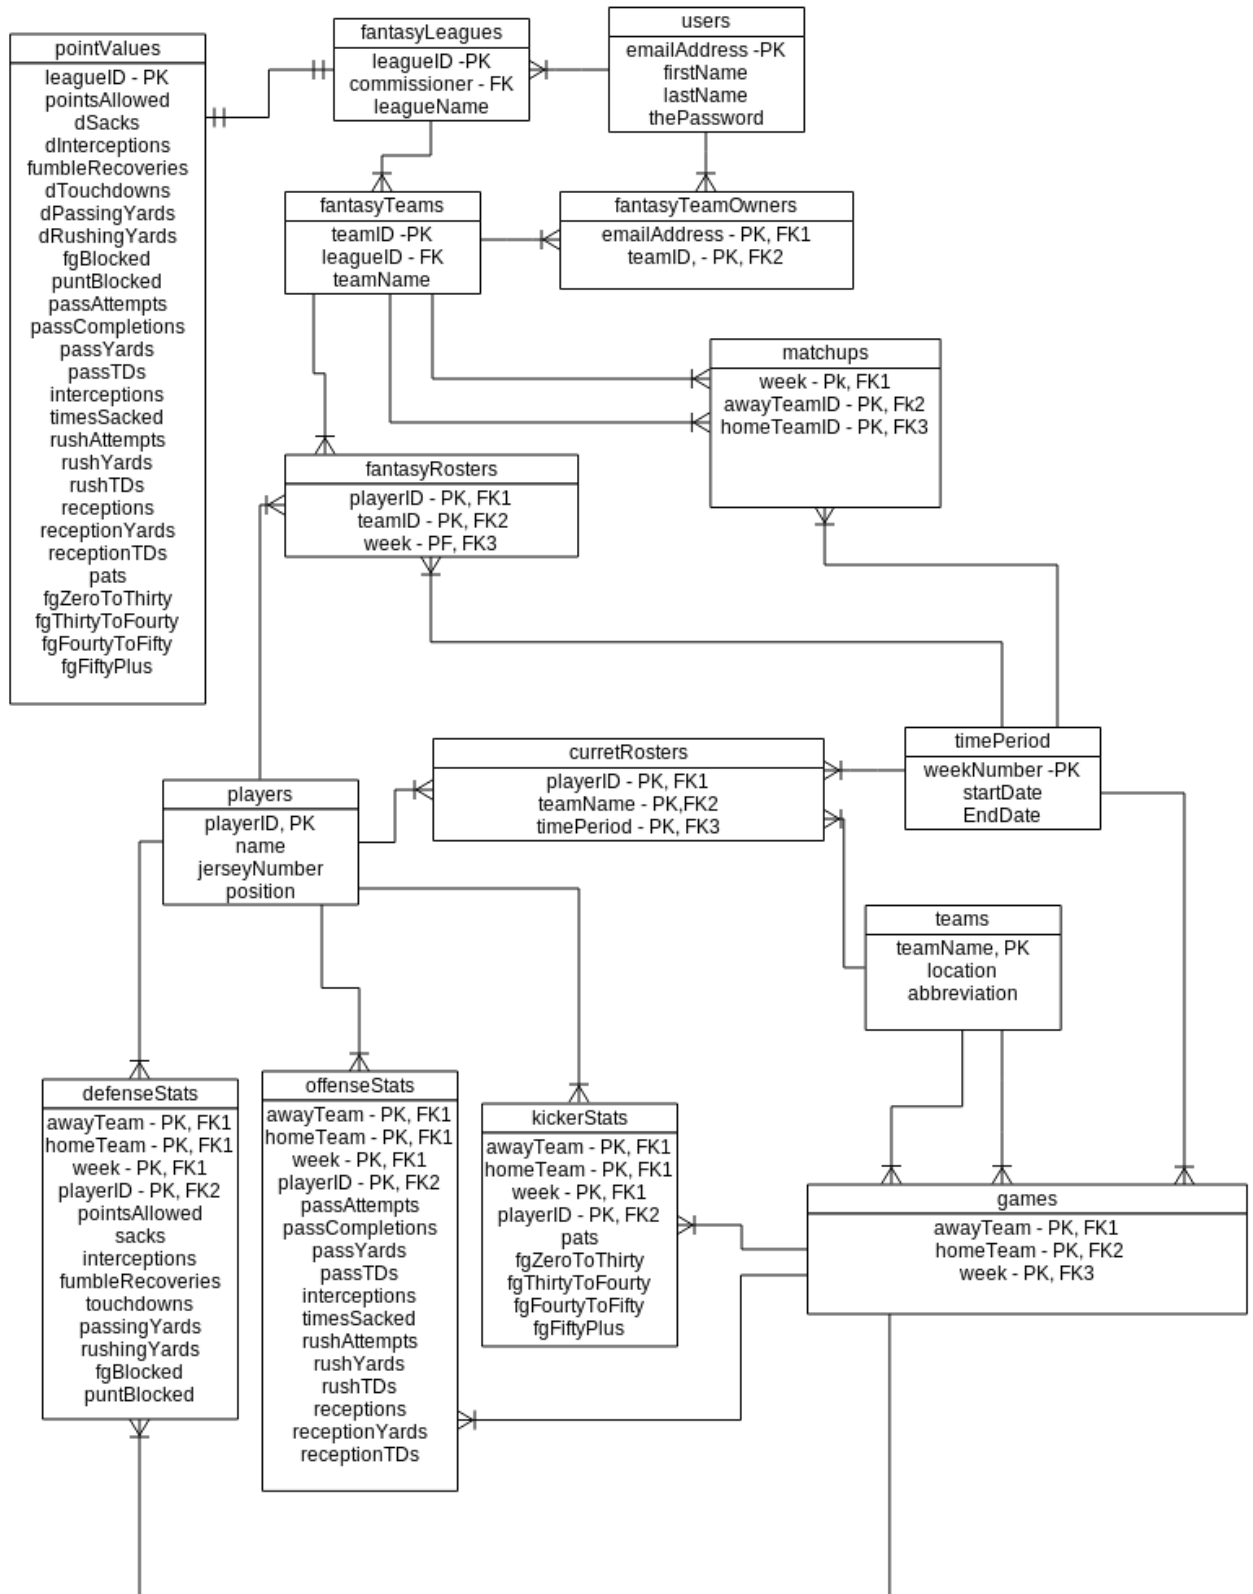 pointValues
leagueID - PK
pointsAllowed
dSacks
dInterceptions
fumbleRecoveries
dTouchdowns
dPassingYards
dRushingYards
fgBlocked
puntBlocked
passAttempts
passCompletions
passYards
passTDs
interceptions
timesSacked
rushAttempts
rushYards
rushTDs
receptions
receptionYards
receptionTDs
pats
fgZeroToThirty
fgThirtyToFourty
fgFourtyToFifty
fgFiftyPlus
fantasyLeagues
leagueID -PK
commissioner - FK
leagueName
users
emailAddress -PK
firstName
lastName
thePassword
fantasyTeams
teamID -PK
leagueID - FK
teamName
fantasyTeamOwners
emailAddress - PK, FK1
teamID, - PK, FK2
matchups
week - Pk, FK1
awayTeamID - PK, Fk2
homeTeamID - PK, FK3
fantasyRosters
playerID - PK, FK1
teamID - PK, FK2
week - PF, FK3
curretRosters
playerID - PK, FK1
teamName - PK,FK2
timePeriod - PK, FK3
timePeriod
weekNumber -PK
startDate
EndDate
players
playerID, PK
name
jerseyNumber
position
teams
teamName, PK
location
abbreviation
defenseStats
awayTeam - PK, FK1
homeTeam - PK, FK1
week - PK, FK1
playerID - PK, FK2
pointsAllowed
sacks
interceptions
fumbleRecoveries
touchdowns
passingYards
rushingYards
fgBlocked
puntBlocked
offenseStats
awayTeam - PK, FK1
homeTeam - PK, FK1
week - PK, FK1
playerID - PK, FK2
passAttempts
passCompletions
passYards
passTDs
interceptions
timesSacked
rushAttempts
rushYards
rushTDs
receptions
receptionYards
receptionTDs
kickerStats
awayTeam - PK, FK1
homeTeam - PK, FK1
week - PK, FK1
playerID - PK, FK2
pats
fgZeroToThirty
fgThirtyToFourty
fgFourtyToFifty
fgFiftyPlus
games
awayTeam - PK, FK1
homeTeam - PK, FK2
week - PK, FK3